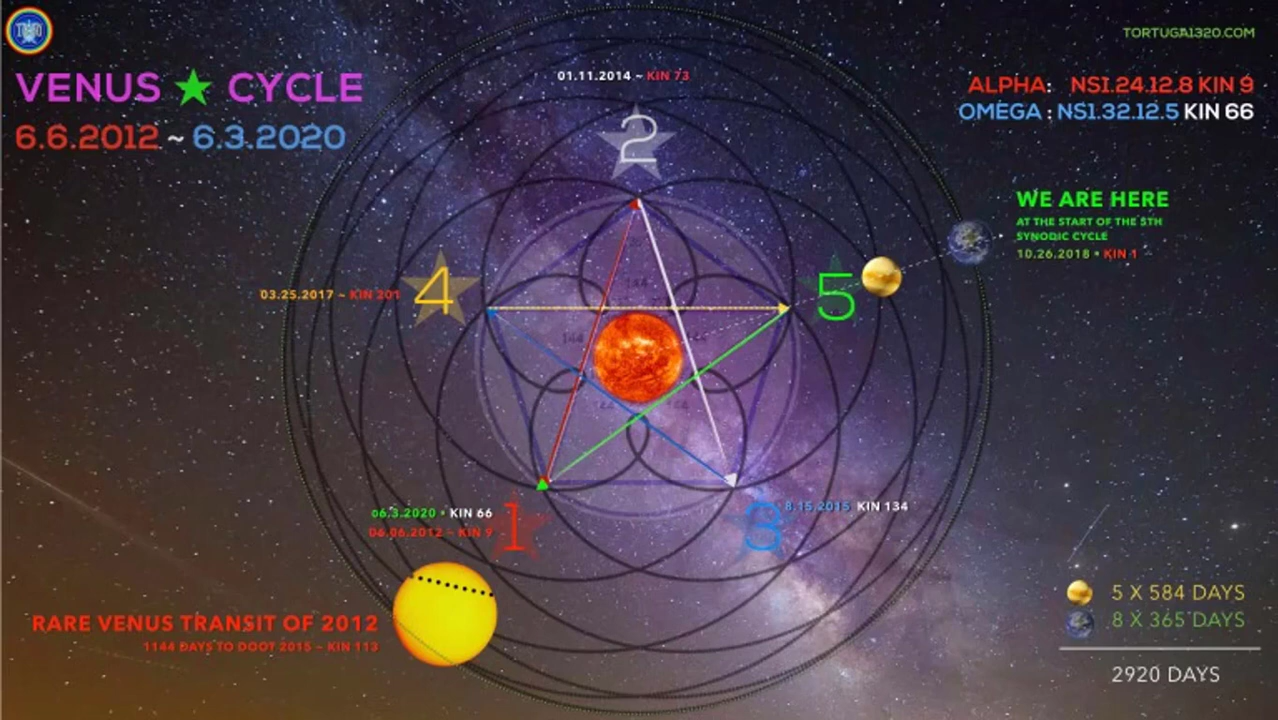 VENUS ★ CYCLE
6.6.2012 ~ 6.3.2020
TORTUGA1320.COM
ALPHA: NS1.24.12.8 KIN 9
OMEGA : NS1.32.12.5 KIN 66
01.11.2014 ~ KIN 73
2
WE ARE HERE
AT THE START OF THE 5TH
SYNODIC CYCLE
10.26.2018 • KIN 1
03.25.2017 ~ KIN 201
4
5
144
144
06.3.2020 • KIN 66
06.06.2012 ~ KIN 9
1
3
8.15.2015 KIN 134
RARE VENUS TRANSIT OF 2012
1144 DAYS TO DOOT 2015 ~ KIN 113
5 X 584 DAYS
8 X 365 DAYS
2920 DAYS